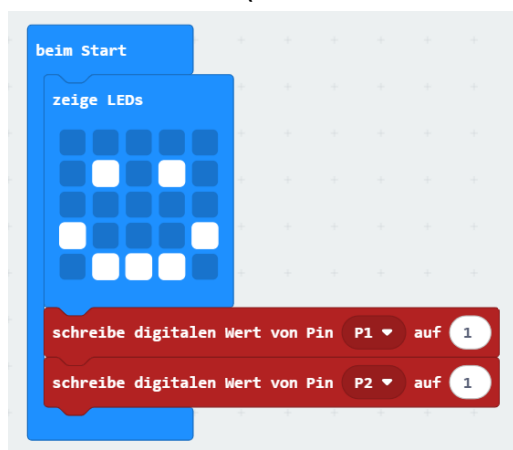 beim Start
zeige LEDs
schreibe digitalen Wert von Pin P1 auf 1
schreibe digitalen Wert von Pin P2 auf 1